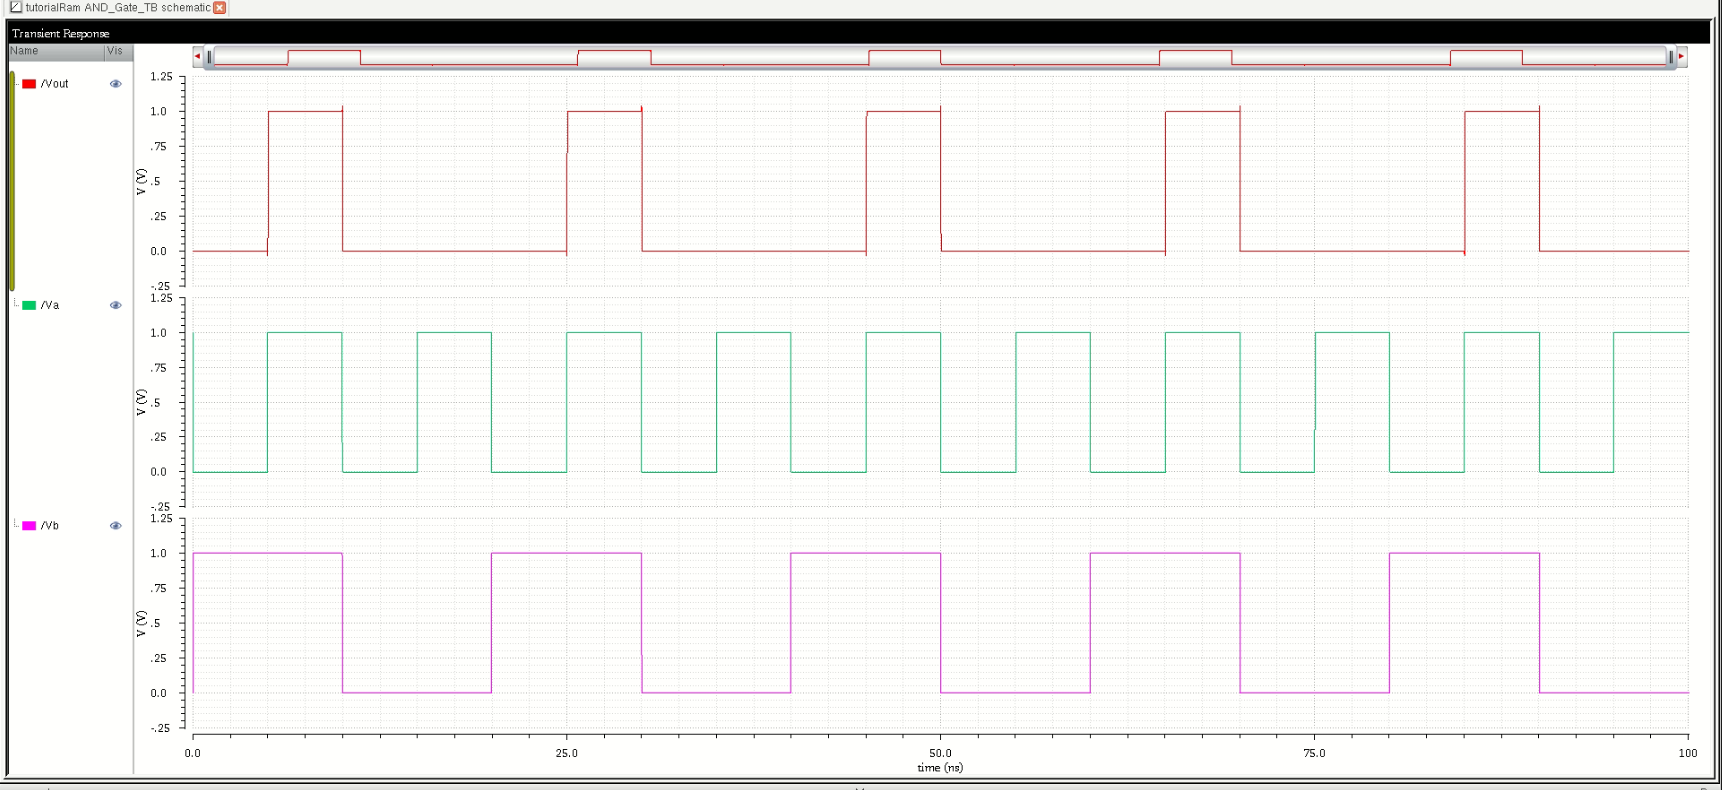 tutorialRam AND_Gate_TB schematic
Transient Response
Name Vis
/Vout
1.25
1.0
.75
.5
.25
0.0
-.25
V (V)
/Va
1.25
1.0
.75
.5
.25
0.0
-.25
V (V)
/Vb
1.25
1.0
.75
.5
.25
0.0
-.25
V (V)
0.0 25.0 50.0 75.0 100
time (ns)